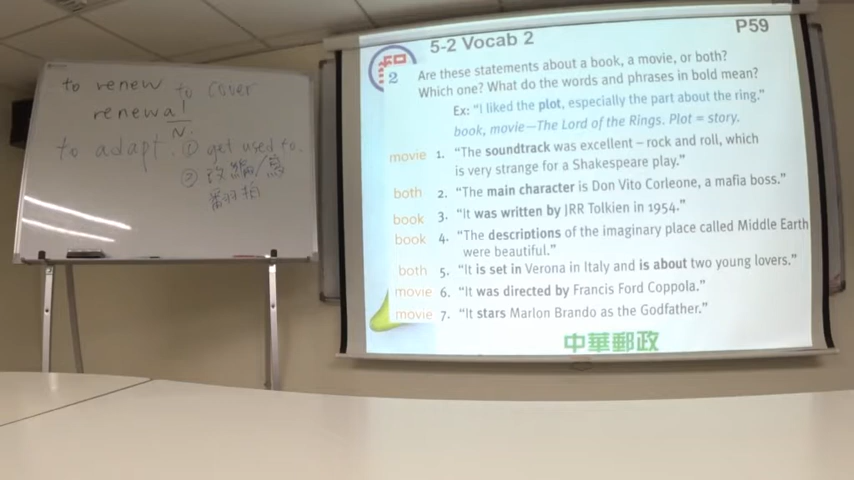 to renew to cover
renewal
N.
to adapt. ① get used to.
② 改編/寫
翻拍
5-2 Vocab 2
P59
2 Are these statements about a book, a movie, or both?
Which one? What do the words and phrases in bold mean?
Ex: "I liked the plot, especially the part about the ring."
book, movie—The Lord of the Rings. Plot = story.
movie 1. "The soundtrack was excellent – rock and roll, which
is very strange for a Shakespeare play."
both 2. "The main character is Don Vito Corleone, a mafia boss."
book 3. "It was written by JRR Tolkien in 1954."
book 4. "The descriptions of the imaginary place called Middle Earth
were beautiful."
both 5. "It is set in Verona in Italy and is about two young lovers."
movie 6. "It was directed by Francis Ford Coppola."
movie 7. "It stars Marlon Brando as the Godfather."
中華郵政